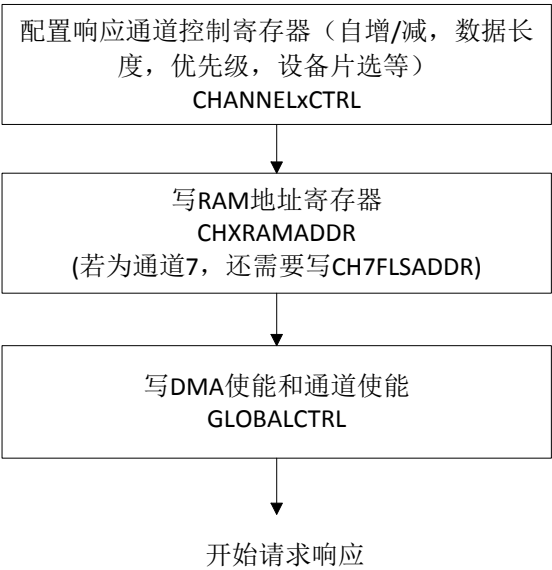 配置响应通道控制寄存器（自增/减，数据长
度，优先级，设备片选等）
CHANNELxCTRL
写RAM地址寄存器
CHXRAMADDR
(若为通道7，还需要写CH7FLSADDR)
写DMA使能和通道使能
GLOBALCTRL
开始请求响应